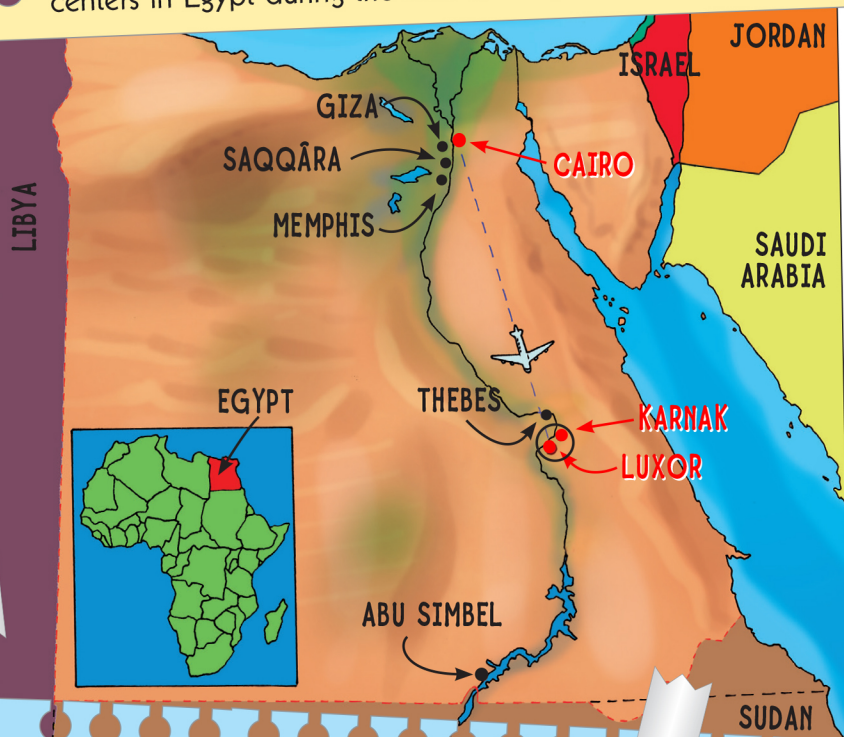 centers in Egypt during the
JORDAN
ISRAEL
GIZA
CAIRO
SAQQÂRA
MEMPHIS
LIBYA
SAUDI
ARABIA
EGYPT
THEBES
KARNAK
LUXOR
ABU SIMBEL
SUDAN